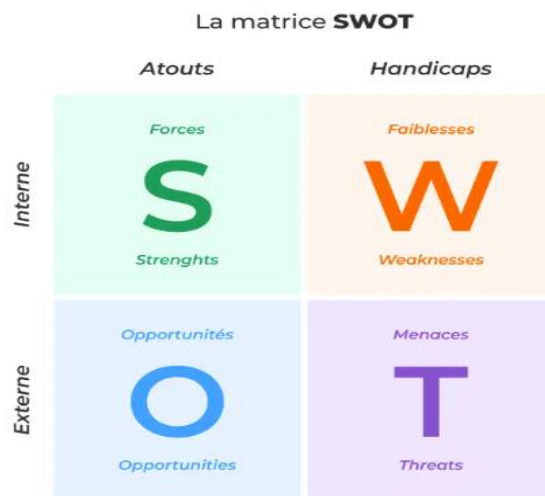 La matrice SWOT
Atouts Handicaps
Interne
Forces
S
Strenghts
Faiblesses
W
Weaknesses
Externe
Opportunités
O
Opportunities
Menaces
T
Threats